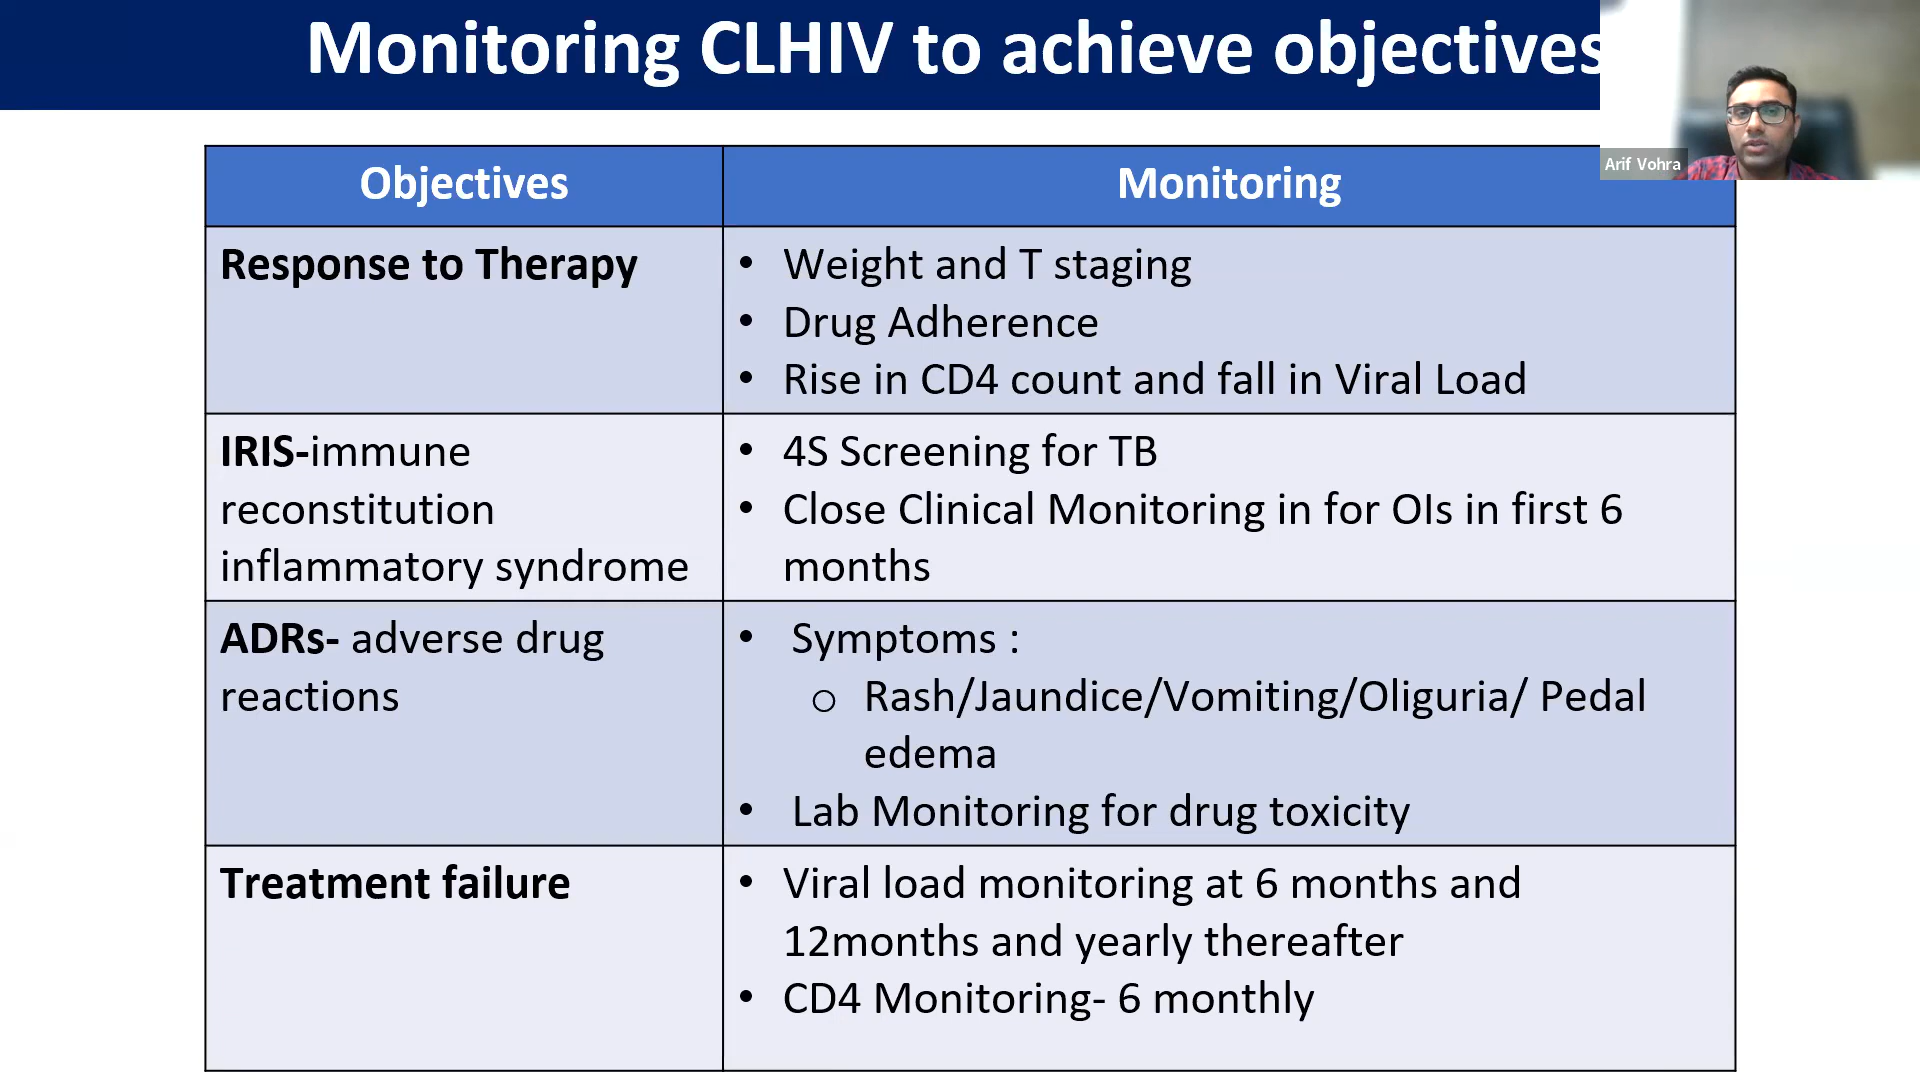 Monitoring CLHIV to achieve objectives
Arif Vohra
Objectives
Monitoring
Response to Therapy
• Weight and T staging
• Drug Adherence
• Rise in CD4 count and fall in Viral Load
IRIS-immune
reconstitution
inflammatory syndrome
• 4S Screening for TB
• Close Clinical Monitoring in for OIs in first 6
months
ADRs- adverse drug
reactions
• Symptoms :
o Rash/Jaundice/Vomiting/Oliguria/ Pedal
edema
• Lab Monitoring for drug toxicity
Treatment failure
• Viral load monitoring at 6 months and
12months and yearly thereafter
• CD4 Monitoring- 6 monthly